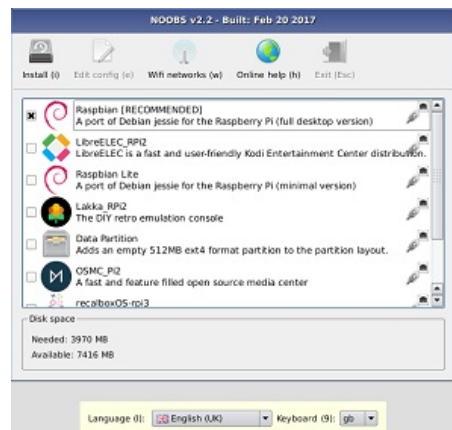 NOOBS v2.2 - Built: Feb 20 2017
Install (i) Edit config (e) Wifi networks (w) Online help (h) Exit (Esc)
Raspbian [RECOMMENDED]
A port of Debian jessie for the Raspberry Pi (full desktop version)
LibreELEC_RPi2
LibreELEC is a fast and user-friendly Kodi Entertainment Center distribution.
Raspbian Lite
A port of Debian jessie for the Raspberry Pi (minimal version)
Lakka_RPi2
The DIY retro emulation console
Data Partition
Adds an empty 512MB ext4 format partition to the partition layout.
OSMC_Pi2
A fast and feature filled open source media center
recalboxOS-rpi3
Disk space
Needed: 3970 MB
Available: 7416 MB
Language (l): English (UK) Keyboard (9): gb